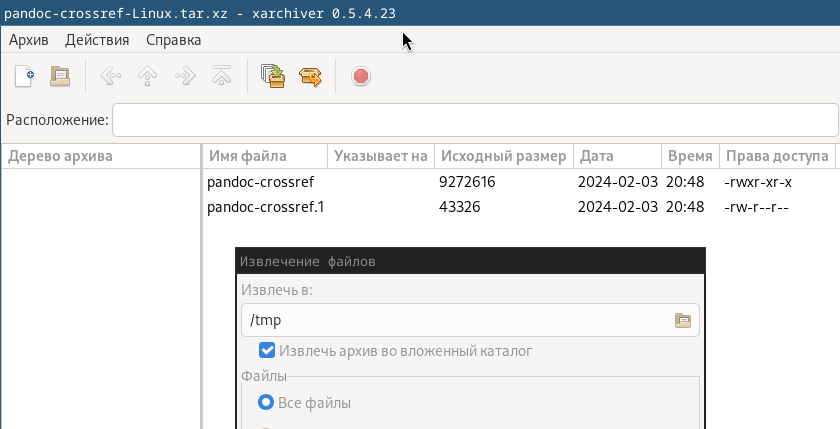 pandoc-crossref-Linux.tar.xz - xarchiver 0.5.4.23
Архив Действия Справка
Расположение:
Дерево архива Имя файла Указывает на Исходный размер Дата Время Права доступа
pandoc-crossref 9272616 2024-02-03 20:48 -rwxr-xr-x
pandoc-crossref.1 43326 2024-02-03 20:48 -rw-r--r--
Извлечение файлов
Извлечь в:
/tmp
Извлечь архив во вложенный каталог
Файлы
Все файлы